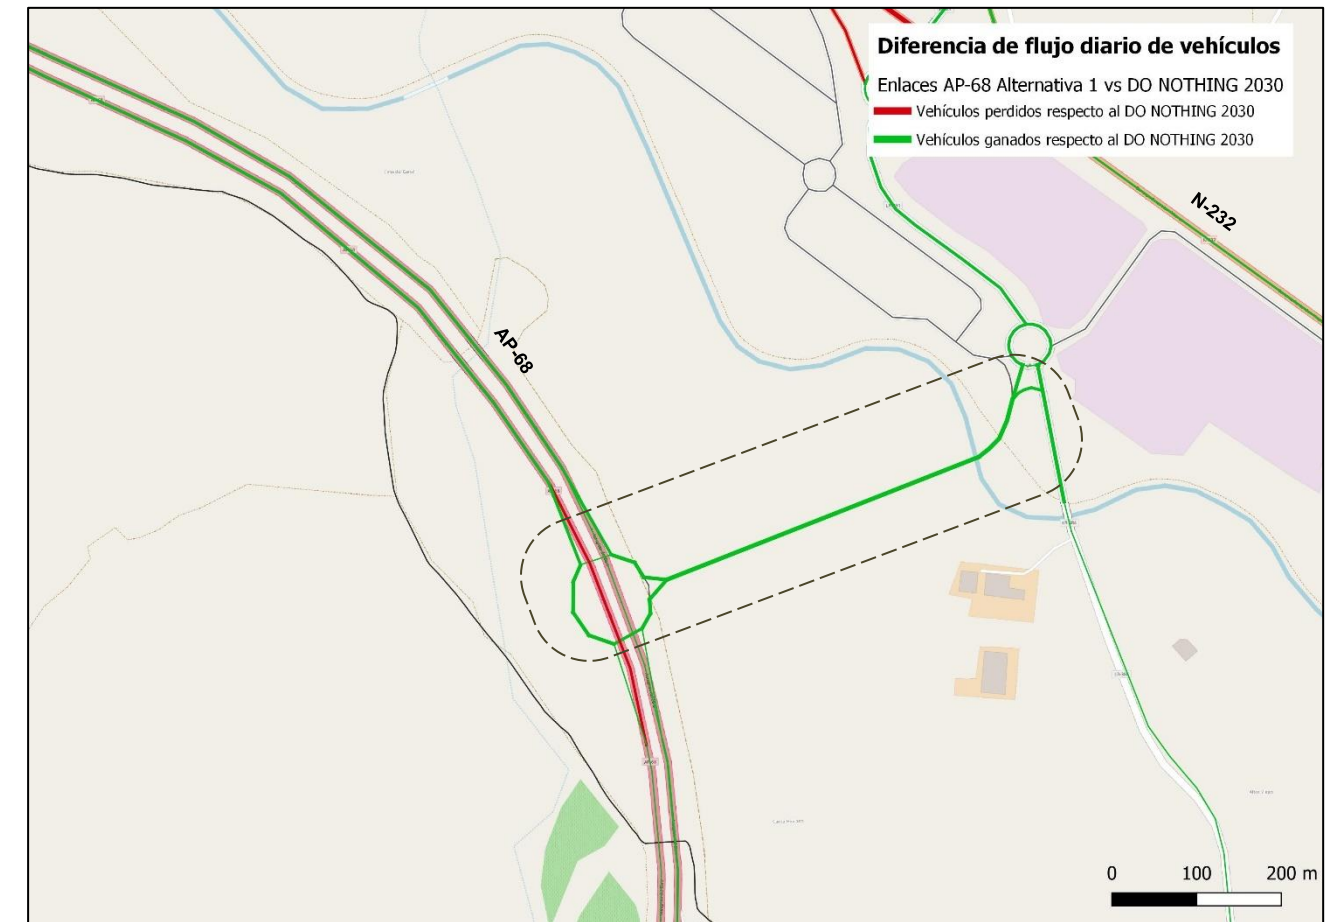 Diferencia de flujo diario de vehículos
Enlaces AP-68 Alternativa 1 vs DO NOTHING 2030
Vehículos perdidos respecto al DO NOTHING 2030
Vehículos ganados respecto al DO NOTHING 2030
N-232
AP-68
0 100 200 m